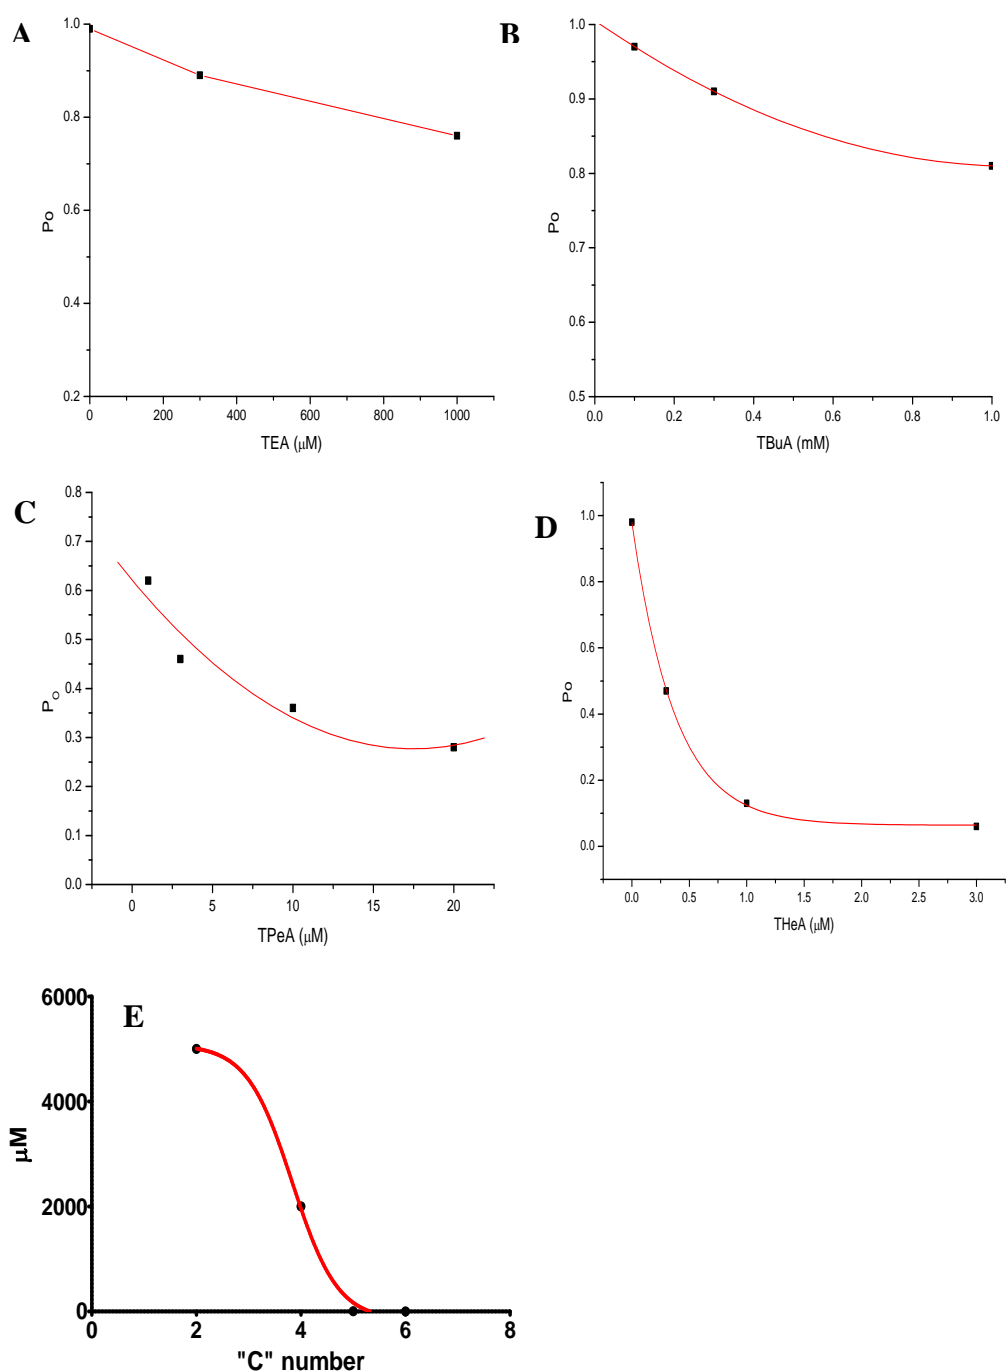 A
1.0
0.8
0.6
0.4
0.2
Po
0 200 400 600 800 1000
TEA (μM)
B
1.0
0.9
0.8
0.7
0.6
0.5
Po
0.0 0.2 0.4 0.6 0.8 1.0
TBuA (mM)
C
0.8
0.7
0.6
0.5
0.4
0.3
0.2
0.1
0.0
Po
0 5 10 15 20
TPeA (μM)
D
1.0
0.8
0.6
0.4
0.2
0.0
Po
0.0 0.5 1.0 1.5 2.0 2.5 3.0
THeA (μM)
E
6000
4000
2000
0
μM
0 2 4 6 8
"C" number